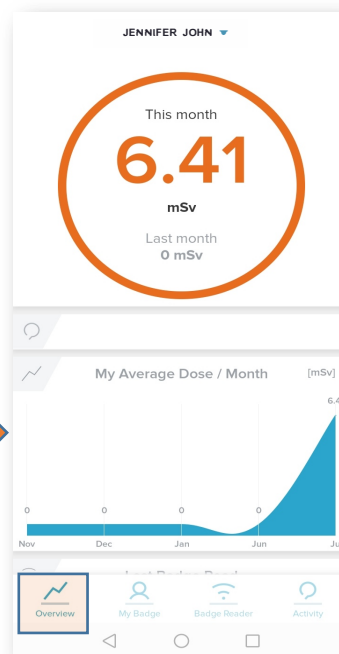 JENNIFER JOHN
This month
6.41
mSv
Last month
0 mSv
My Average Dose / Month [mSv]
6.4
0 0 0 0
Nov Dec Jan Jun
Overview My Badge Badge Reader Activity